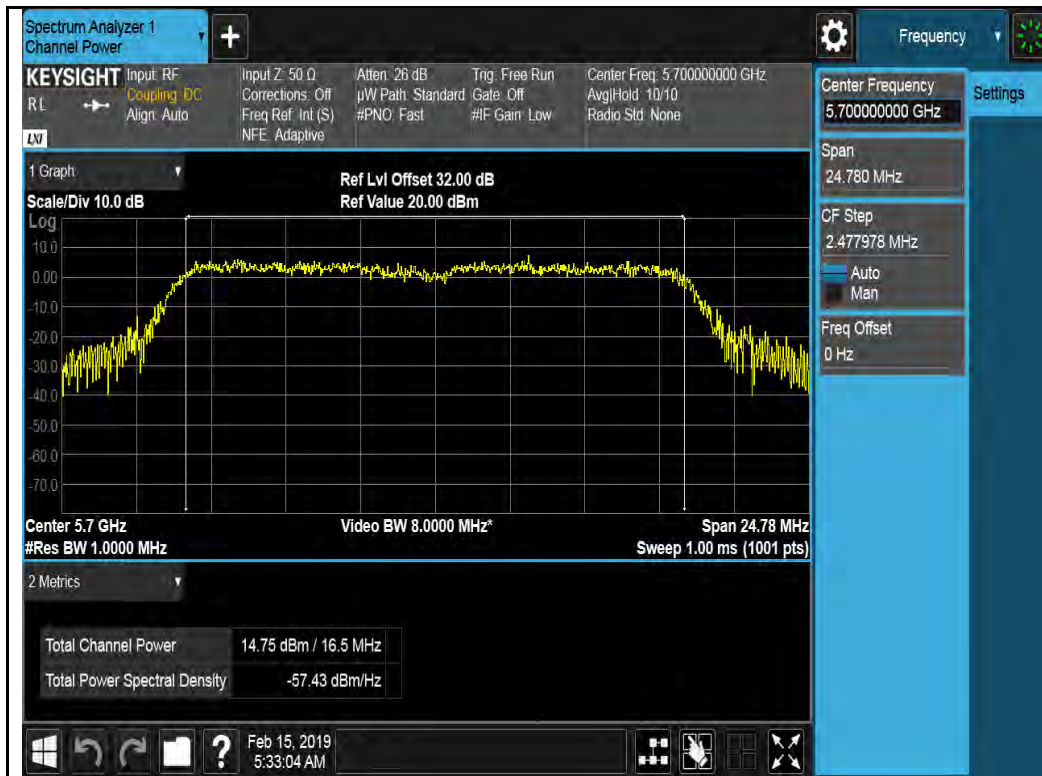 Spectrum Analyzer 1
Channel Power
+
Frequency
KEYSIGHT
RL
LXI
Input: RF
Coupling: DC
Align: Auto
Input Z: 50 Ω
Corrections: Off
Freq Ref: Int (S)
NFE: Adaptive
Atten: 26 dB
µW Path: Standard
#PNO: Fast
Trig: Free Run
Gate: Off
#IF Gain: Low
Center Freq: 5.700000000 GHz
Avg|Hold: 10/10
Radio Std: None
Center Frequency
5.700000000 GHz
Settings
Span
24.780 MHz
CF Step
2.477978 MHz
Auto
Man
Freq Offset
0 Hz
1 Graph
Scale/Div 10.0 dB
Ref Lvl Offset 32.00 dB
Ref Value 20.00 dBm
Log
10.0
0.00
-10.0
-20.0
-30.0
-40.0
-50.0
-60.0
-70.0
Center 5.7 GHz
Video BW 8.0000 MHz*
Span 24.78 MHz
#Res BW 1.0000 MHz
Sweep 1.00 ms (1001 pts)
2 Metrics
Total Channel Power 14.75 dBm / 16.5 MHz
Total Power Spectral Density -57.43 dBm/Hz
?
Feb 15, 2019
5:33:04 AM